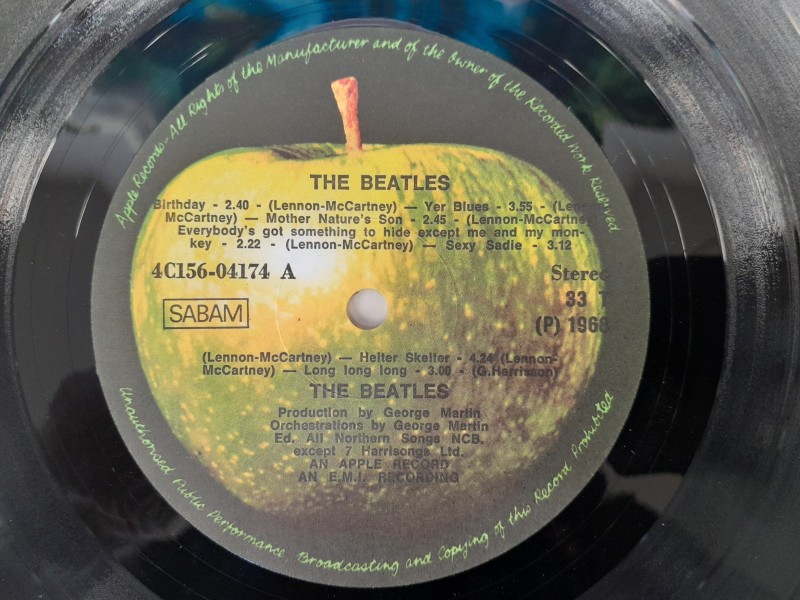 Apple Records-All Rights of the Manufacturer and of the Owner of the Recorded Work Reserved
THE BEATLES
Birthday - 2.40 - (Lennon-McCartney) — Yer Blues - 3.55 - (Len
McCartney) — Mother Nature's Son - 2.45 - (Lennon-McCartney
Everybody's got something to hide except me and my mon-
key - 2.22 - (Lennon-McCartney) — Sexy Sadie - 3.12
4C156-04174 A
Stereo
SABAM
33 T
(P) 1968
(Lennon-McCartney) — Helter Skelter - 4.24 (Lennon-
McCartney) — Long long long - 3.00 - (G.Harrisson)
THE BEATLES
Production by George Martin
Orchestrations by George Martin
Ed. All Northern Songs NCB.
except 7 Harrisongs Ltd.
AN APPLE RECORD
AN E.M.I. RECORDING
Unauthorised Public Performance Broadcasting and Copying of this Record Prohibited